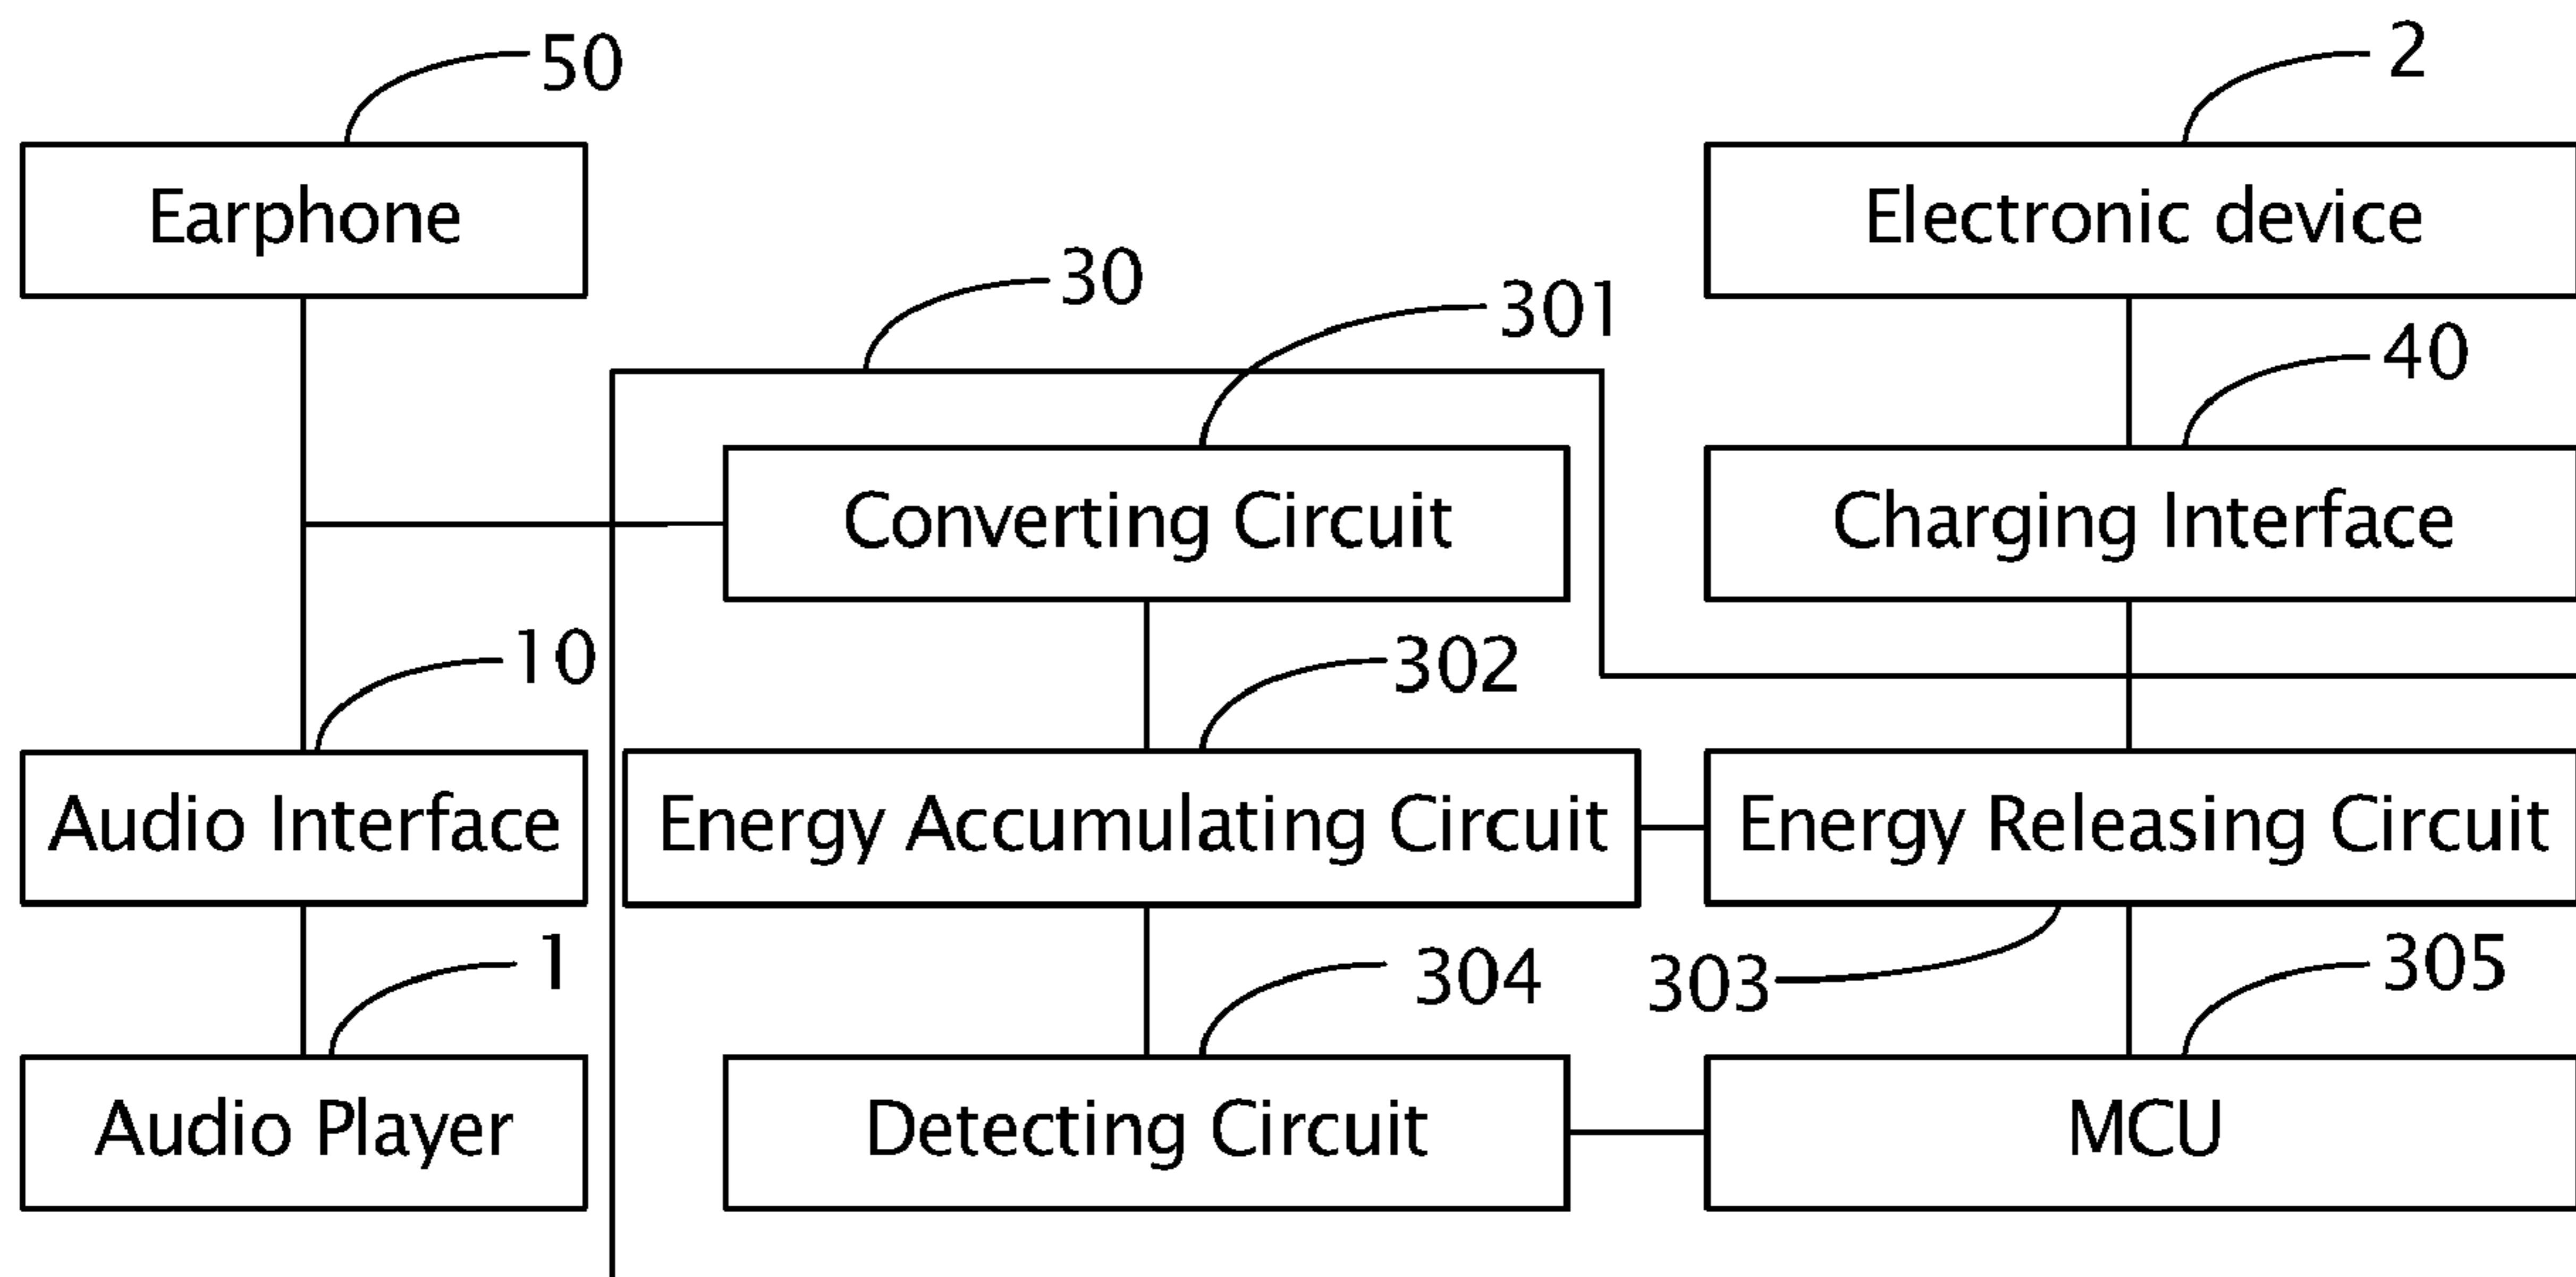 50
2
Earphone
Electronic device
30
301
40
Converting Circuit
Charging Interface
10
302
Audio Interface
Energy Accumulating Circuit
Energy Releasing Circuit
1
304
303
305
Audio Player
Detecting Circuit
MCU